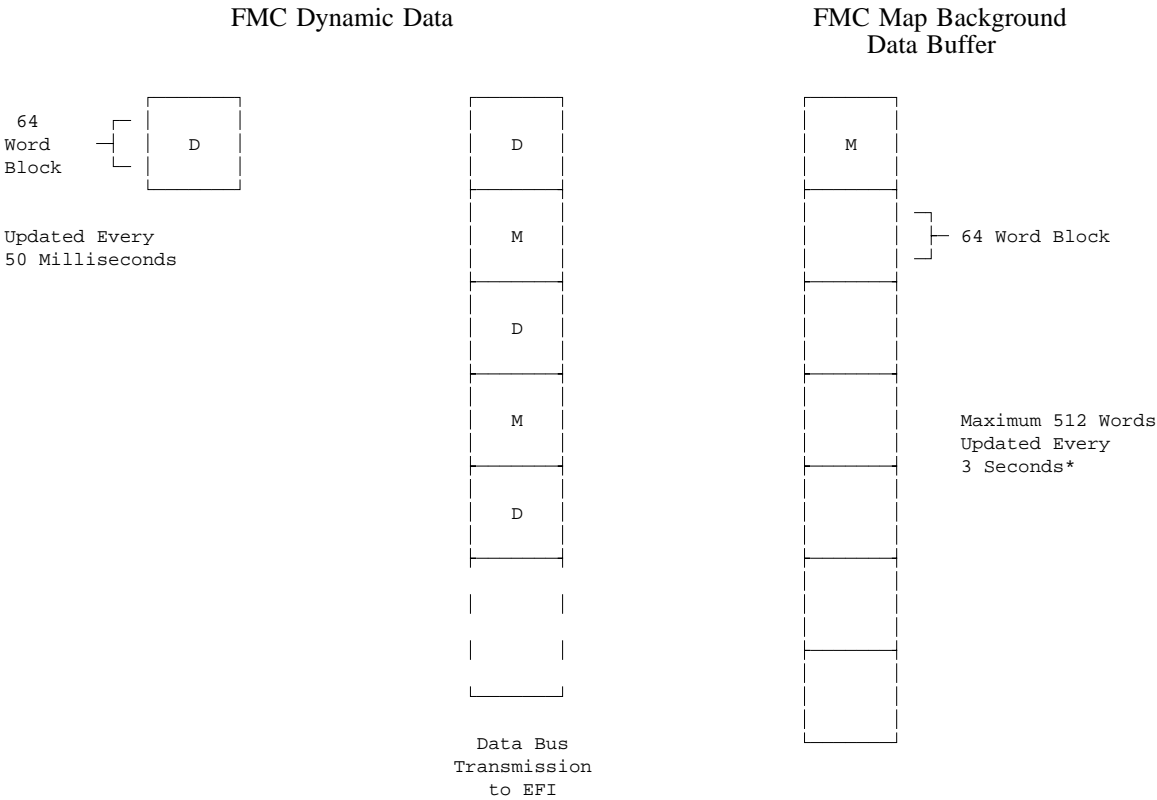 FMC Dynamic Data
FMC Map Background
Data Buffer
64
Word
Block
D
D
M
Updated Every
50 Milliseconds
M
64 Word Block
D
M
Maximum 512 Words
Updated Every
3 Seconds*
D
Data Bus
Transmission
to EFI